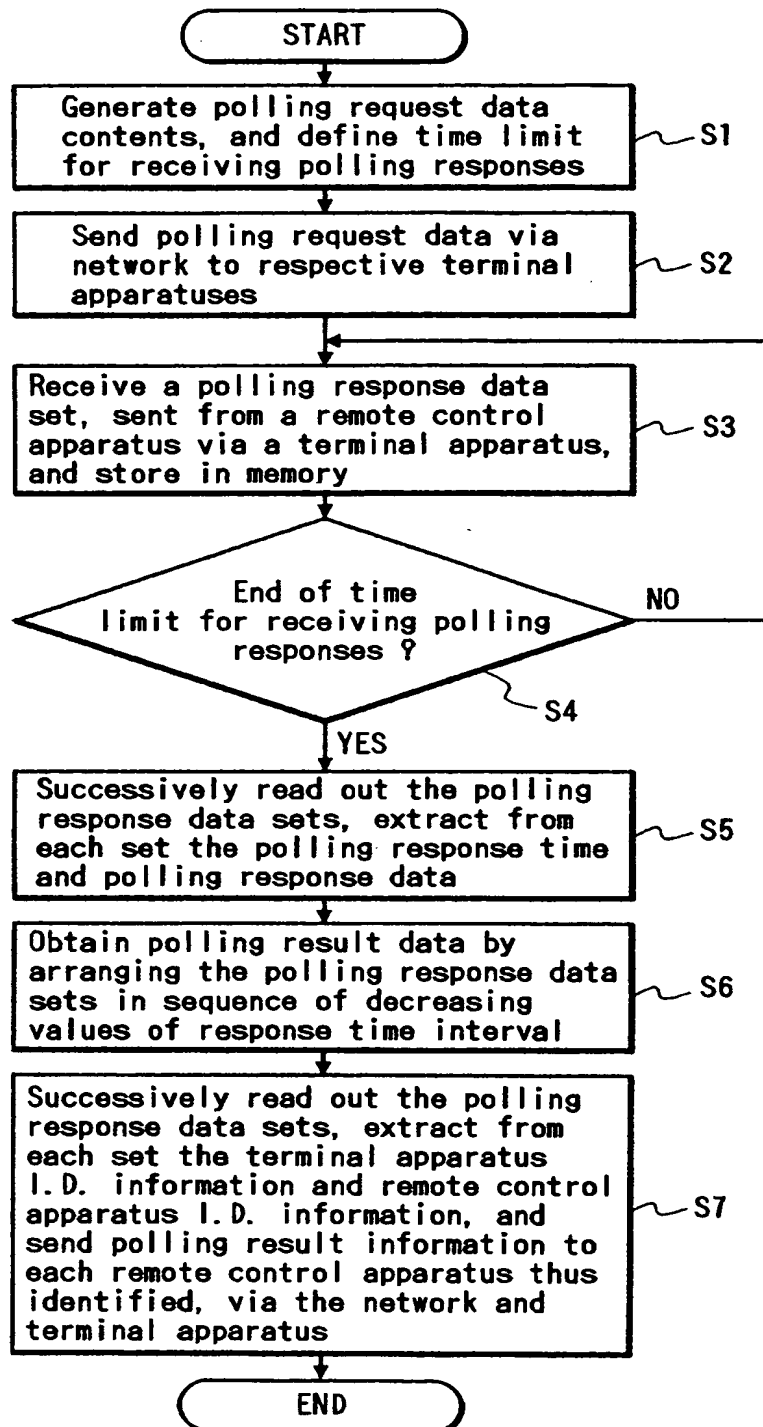 START
Generate polling request data
contents, and define time limit
for receiving polling responses
S1
Send polling request data via
network to respective terminal
apparatuses
S2
Receive a polling response data
set, sent from a remote control
apparatus via a terminal apparatus,
and store in memory
S3
End of time
limit for receiving polling
responses ?
NO
S4
YES
Successively read out the polling
response data sets, extract from
each set the polling response time
and polling response data
S5
Obtain polling result data by
arranging the polling response data
sets in sequence of decreasing
values of response time interval
S6
Successively read out the polling
response data sets, extract from
each set the terminal apparatus
I.D. information and remote control
apparatus I.D. information, and
send polling result information to
each remote control apparatus thus
identified, via the network and
terminal apparatus
S7
END